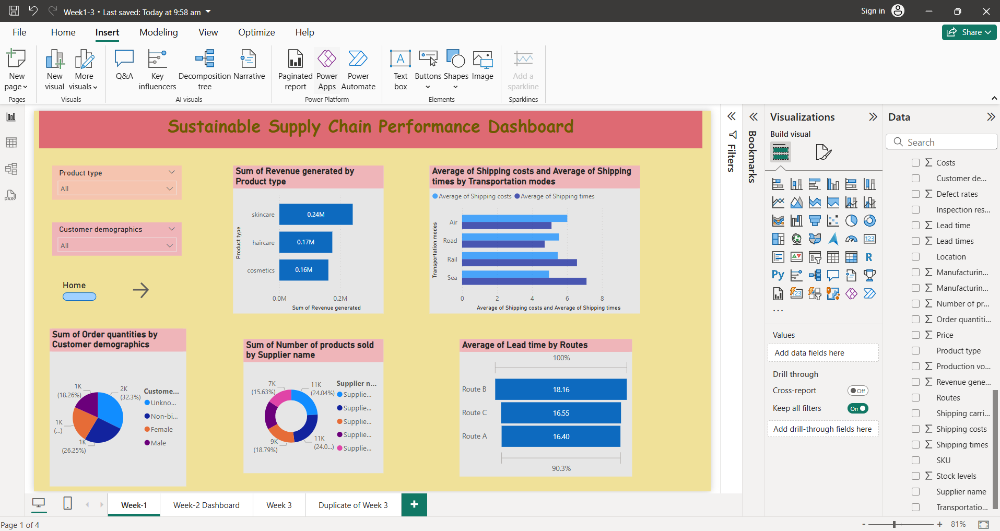 Week1-3 • Last saved: Today at 9:58 am
Sign in
File Home Insert Modeling View Optimize Help
Share
New page
Pages
New visual
More visuals
Visuals
Q&A
Key influencers
Decomposition tree
Narrative
AI visuals
Paginated report
Power Apps
Power Automate
Power Platform
Text box
Buttons
Shapes
Image
Elements
Add a sparkline
Sparklines
DAX
Sustainable Supply Chain Performance Dashboard
Product type
All
Customer demographics
All
Home
Sum of Revenue generated by
Product type
Product type
skincare
0.24M
haircare
0.17M
cosmetics
0.16M
0.0M 0.2M
Sum of Revenue generated
Average of Shipping costs and Average of Shipping
times by Transportation modes
Average of Shipping costs Average of Shipping times
Transportation modes
Air
Road
Rail
Sea
0 2 4 6 8
Average of Shipping costs and Average of Shipping times
Sum of Order quantities by
Customer demographics
1K
(18.26%)
2K
(32.3%)
1K
(...)
1K
(26.25%)
Custome...
Unkno...
Non-bi...
Female
Male
Sum of Number of products sold
by Supplier name
7K
(15.63%)
11K
(24.04%)
9K
(18.79%)
11K
(24.0...)
Supplier n...
Supplie...
Supplie...
Supplie...
Supplie...
Supplie...
Average of Lead time by Routes
100%
Route B 18.16
Route C 16.55
Route A 16.40
90.3%
Filters
Bookmarks
Visualizations
Build visual
123
R
Py
123
...
Values
Add data fields here
Drill through
Cross-report Off
Keep all filters On
Add drill-through fields here
Data
Search
Costs
Customer de...
Defect rates
Inspection res...
Lead time
Lead times
Location
Manufacturin...
Manufacturin...
Number of pr...
Order quantiti...
Price
Product type
Production vo...
Revenue gene...
Routes
Shipping carri...
Shipping costs
Shipping times
SKU
Stock levels
Supplier name
Transportatio...
Week-1 Week-2 Dashboard Week 3 Duplicate of Week 3 +
Page 1 of 4
- + 81%